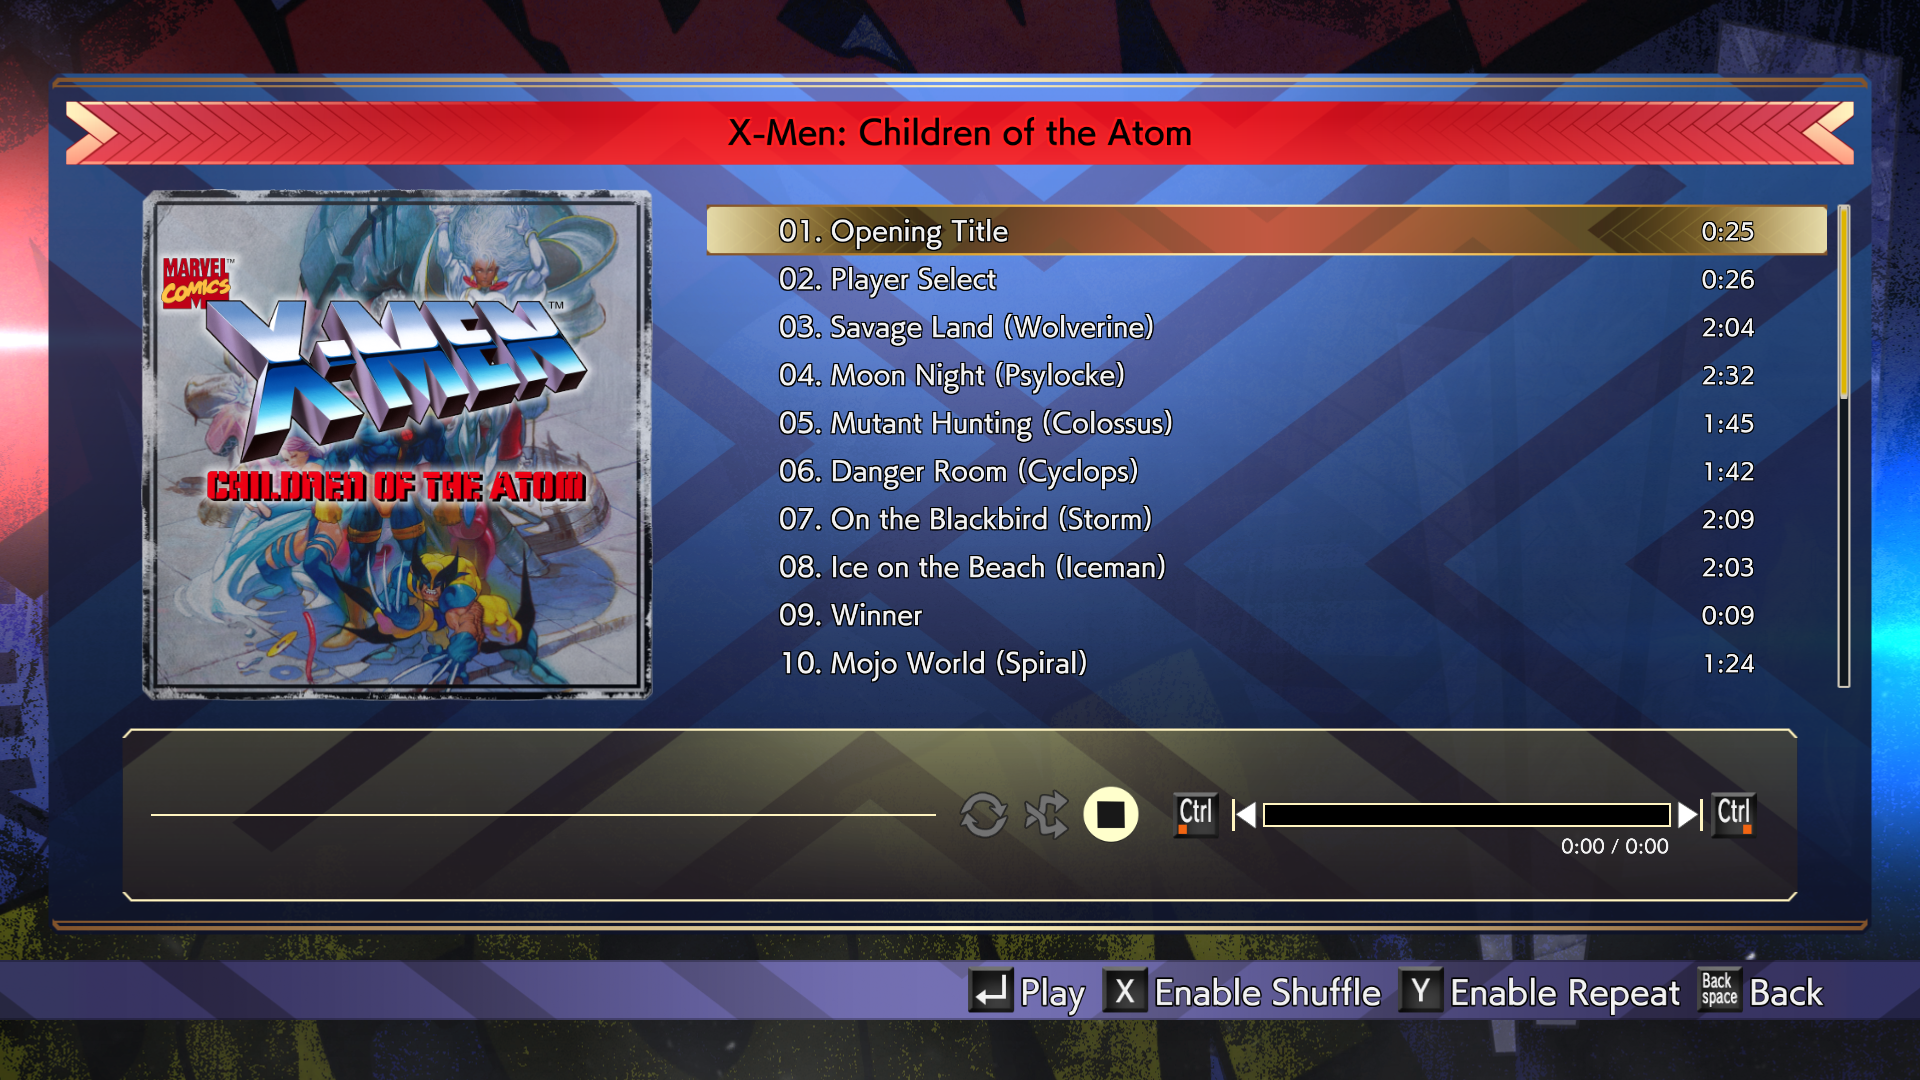 X-Men: Children of the Atom
MARVEL™
COMICS
X-MEN™
CHILDREN OF THE ATOM
01. Opening Title 0:25
02. Player Select 0:26
03. Savage Land (Wolverine) 2:04
04. Moon Night (Psylocke) 2:32
05. Mutant Hunting (Colossus) 1:45
06. Danger Room (Cyclops) 1:42
07. On the Blackbird (Storm) 2:09
08. Ice on the Beach (Iceman) 2:03
09. Winner 0:09
10. Mojo World (Spiral) 1:24
Ctrl Ctrl
0:00 / 0:00
Play X Enable Shuffle Y Enable Repeat Back space Back